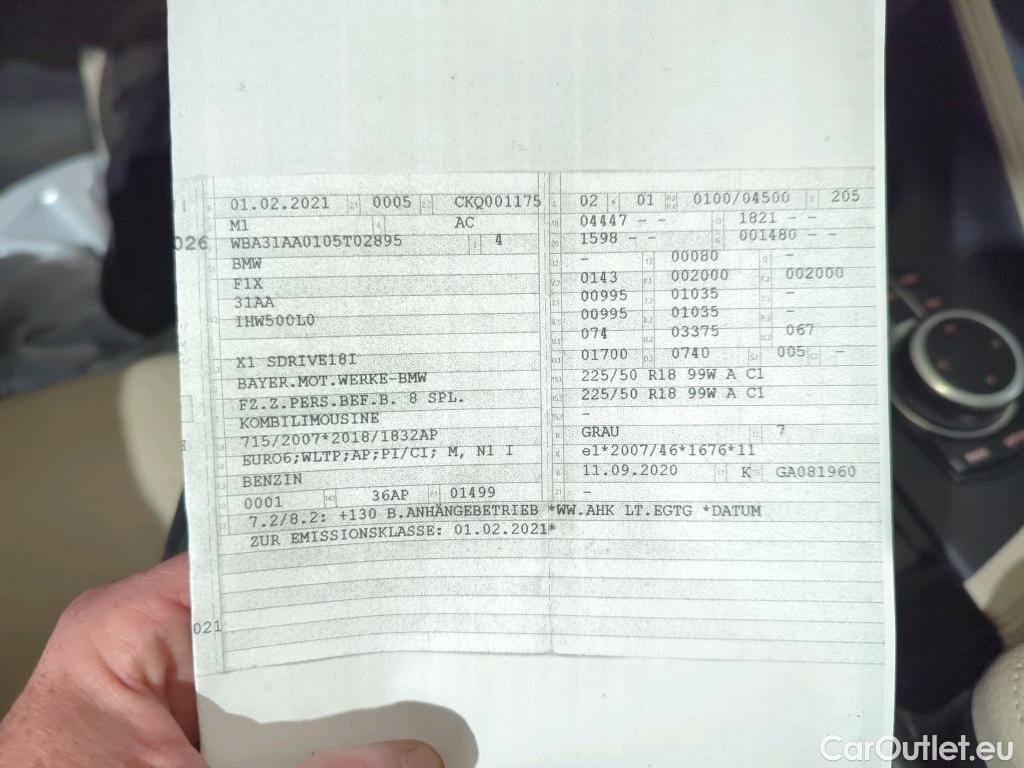 01.02.2021 0005 CKQ001175
M1 AC
026 WBA31AA0105T02895 4
BMW
F1X
31AA
1HW500L0
X1 SDRIVE18I
BAYER.MOT.WERKE-BMW
FZ.Z.PERS.BEF.B. 8 SPL.
KOMBILIMOUSINE
715/2007*2018/1832AP
EURO6;WLTP;AP;PI/CI; M, N1 I
BENZIN
0001 36AP 01499
02 01 0100/04500 205
04447 - - 1821 - -
1598 - - 001480 - -
- 00080 -
0143 002000 002000
00995 01035 -
00995 01035 -
074 03375 067
01700 0740 005 -
225/50 R18 99W A C1
225/50 R18 99W A C1
-
GRAU 7
e1*2007/46*1676*11
11.09.2020 K GA081960
-
7.2/8.2: +130 B.ANHÄNGEBETRIEB *WW.AHK LT.EGTG *DATUM
ZUR EMISSIONSKLASSE: 01.02.2021*
021
CarOutlet.eu